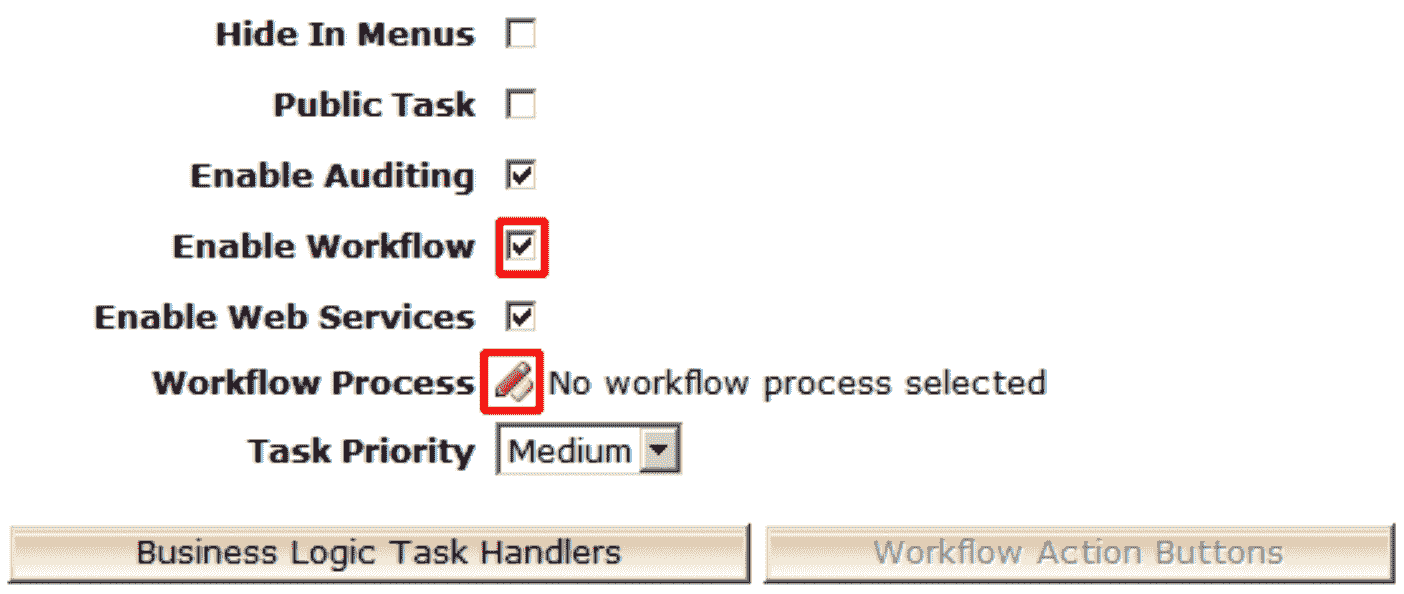 Hide In Menus
Public Task
Enable Auditing
Enable Workflow
Enable Web Services
Workflow Process No workflow process selected
Task Priority Medium
Business Logic Task Handlers Workflow Action Buttons